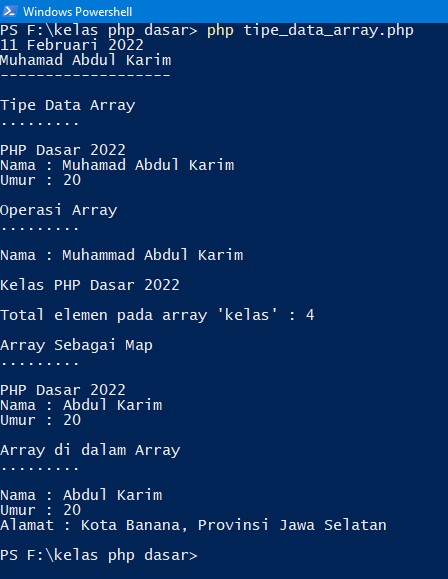 Windows Powershell
PS F:\kelas php dasar> php tipe_data_array.php
11 Februari 2022
Muhamad Abdul Karim
-------------------
Tipe Data Array
.........
PHP Dasar 2022
Nama : Muhamad Abdul Karim
Umur : 20
Operasi Array
.........
Nama : Muhammad Abdul Karim
Kelas PHP Dasar 2022
Total elemen pada array 'kelas' : 4
Array Sebagai Map
.........
PHP Dasar 2022
Nama : Abdul Karim
Umur : 20
Array di dalam Array
.........
Nama : Abdul Karim
Umur : 20
Alamat : Kota Banana, Provinsi Jawa Selatan
PS F:\kelas php dasar>